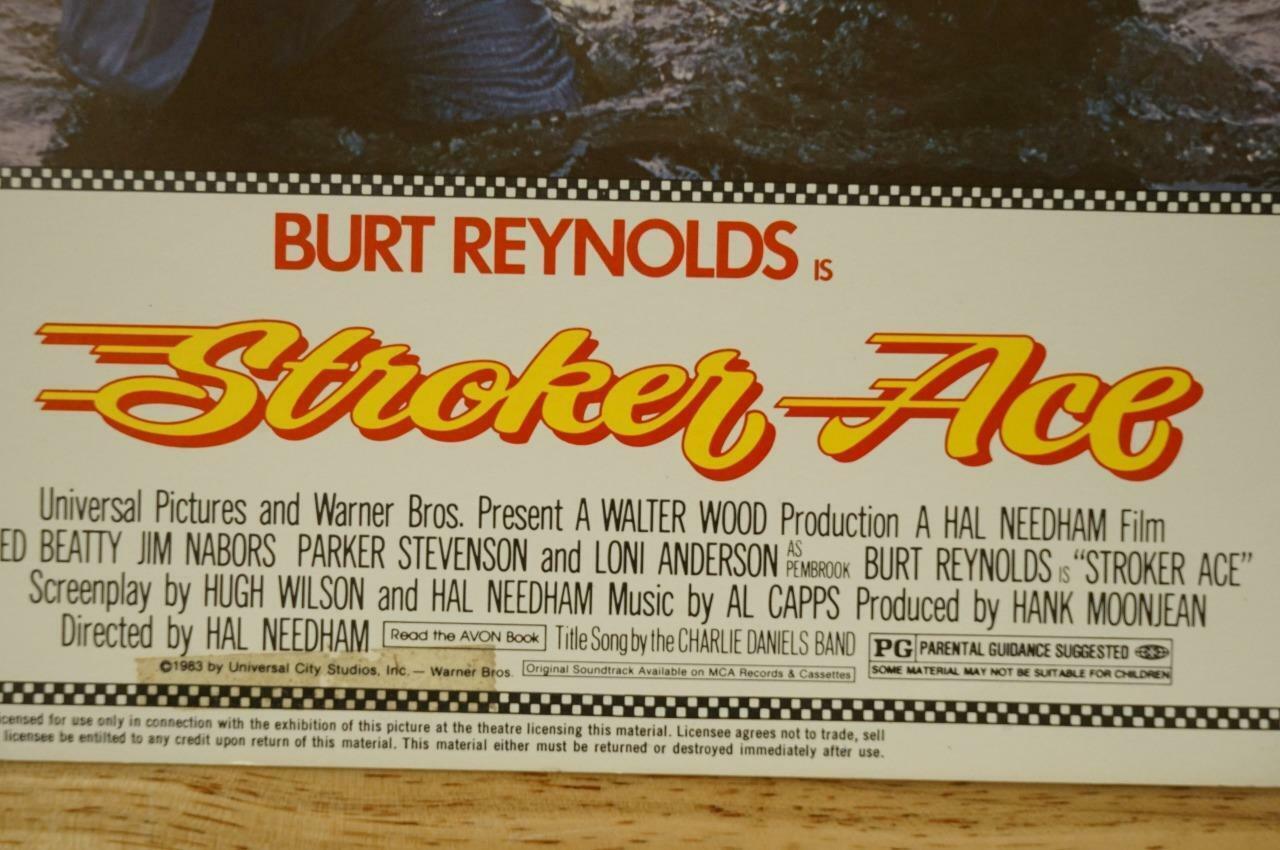 BURT REYNOLDS IS
Stroker Ace
Universal Pictures and Warner Bros. Present A WALTER WOOD Production A HAL NEEDHAM Film
ED BEATTY JIM NABORS PARKER STEVENSON and LONI ANDERSON AS PEMBROOK BURT REYNOLDS IS "STROKER ACE"
Screenplay by HUGH WILSON and HAL NEEDHAM Music by AL CAPPS Produced by HANK MOONJEAN
Directed by HAL NEEDHAM Read the AVON Book Title Song by the CHARLIE DANIELS BAND PG PARENTAL GUIDANCE SUGGESTED
©1983 by Universal City Studios, Inc. — Warner Bros. Original Soundtrack Available on MCA Records & Cassettes SOME MATERIAL MAY NOT BE SUITABLE FOR CHILDREN
icensed for use only in connection with the exhibition of this picture at the theatre licensing this material. Licensee agrees not to trade, sell
licensee be entilted to any credit upon return of this material. This material either must be returned or destroyed immediately after use.